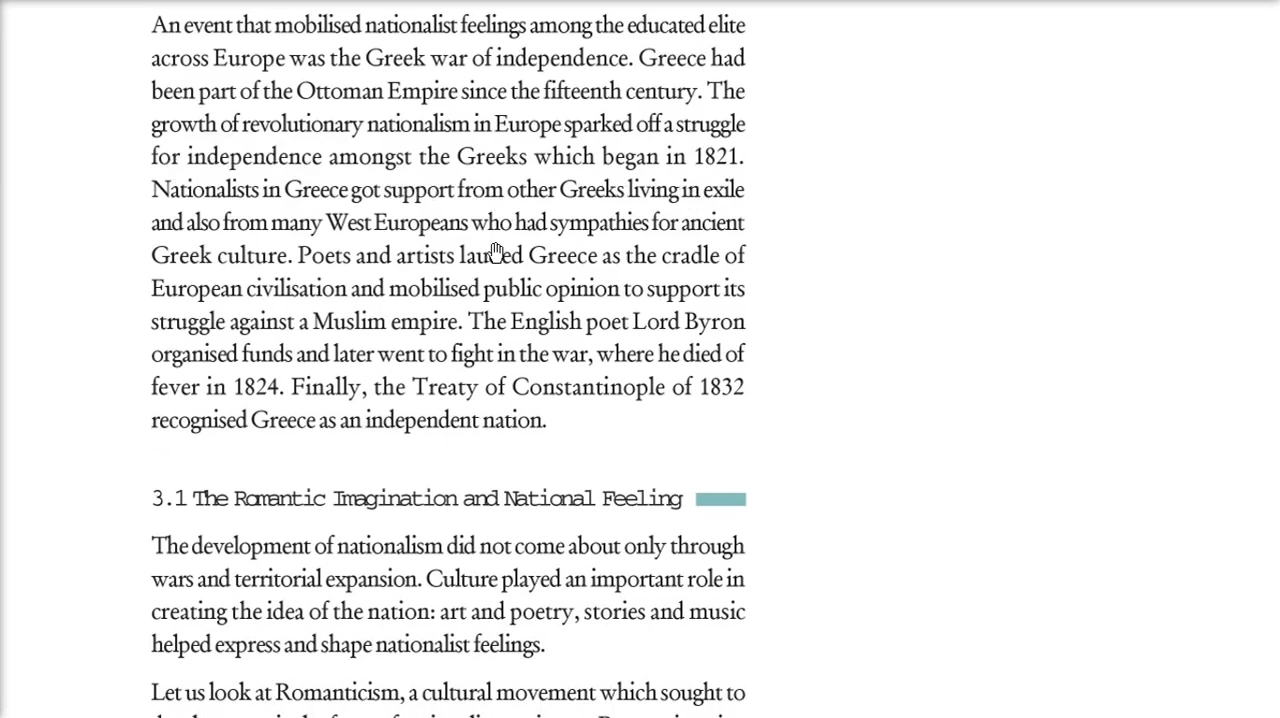 An event that mobilised nationalist feelings among the educated elite
across Europe was the Greek war of independence. Greece had
been part of the Ottoman Empire since the fifteenth century. The
growth of revolutionary nationalism in Europe sparked off a struggle
for independence amongst the Greeks which began in 1821.
Nationalists in Greece got support from other Greeks living in exile
and also from many West Europeans who had sympathies for ancient
Greek culture. Poets and artists lauded Greece as the cradle of
European civilisation and mobilised public opinion to support its
struggle against a Muslim empire. The English poet Lord Byron
organised funds and later went to fight in the war, where he died of
fever in 1824. Finally, the Treaty of Constantinople of 1832
recognised Greece as an independent nation.
3.1 The Romantic Imagination and National Feeling
The development of nationalism did not come about only through
wars and territorial expansion. Culture played an important role in
creating the idea of the nation: art and poetry, stories and music
helped express and shape nationalist feelings.
Let us look at Romanticism, a cultural movement which sought to